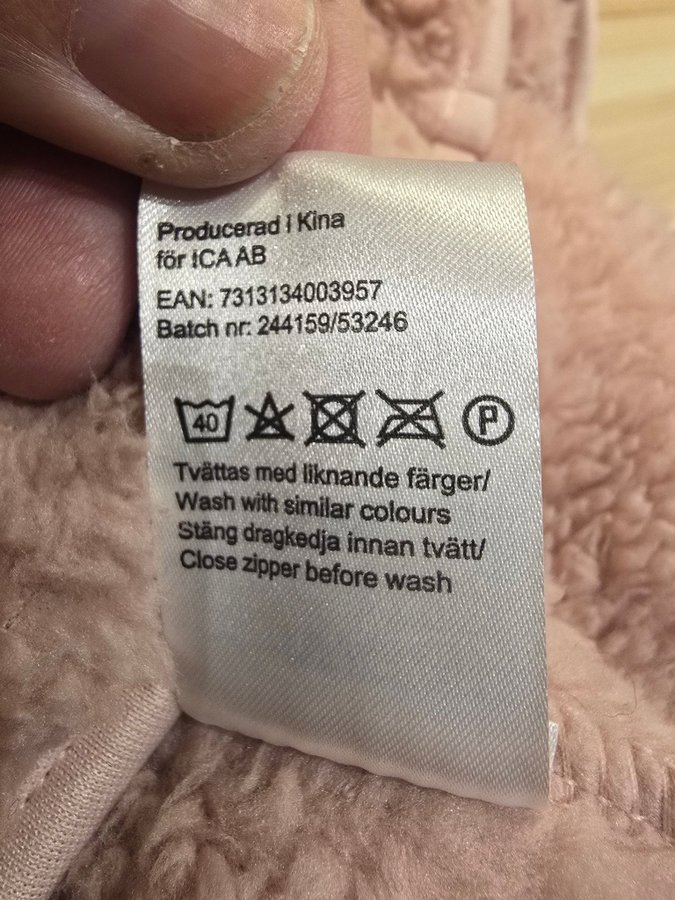 Producerad i Kina
för ICA AB
EAN: 7313134003957
Batch nr: 244159/53246
40 P
Tvättas med liknande färger/
Wash with similar colours
Stäng dragkedja innan tvätt/
Close zipper before wash